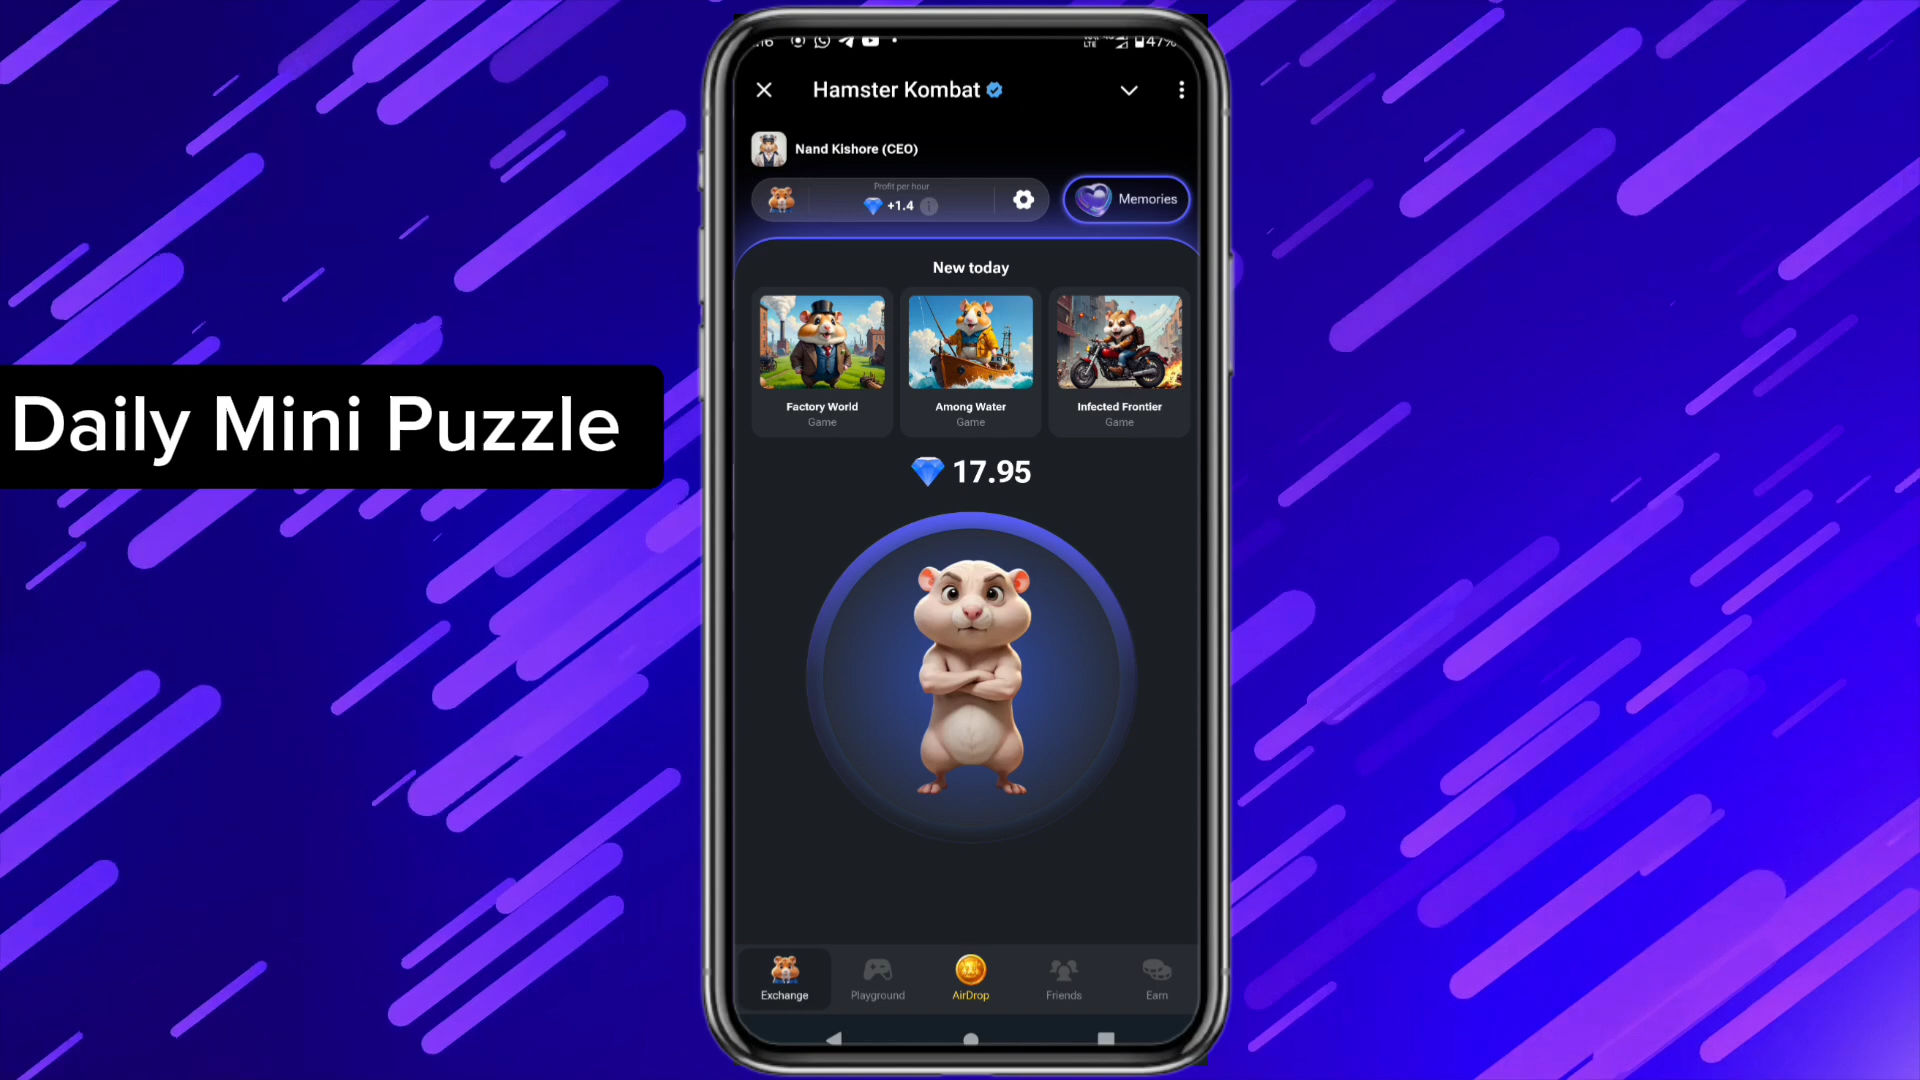 47%
Hamster Kombat
Nand Kishore (CEO)
Profit per hour
+1.4
Memories
New today
Factory World
Game
Among Water
Game
Infected Frontier
Game
17.95
Daily Mini Puzzle
Exchange
Playground
AirDrop
Friends
Earn